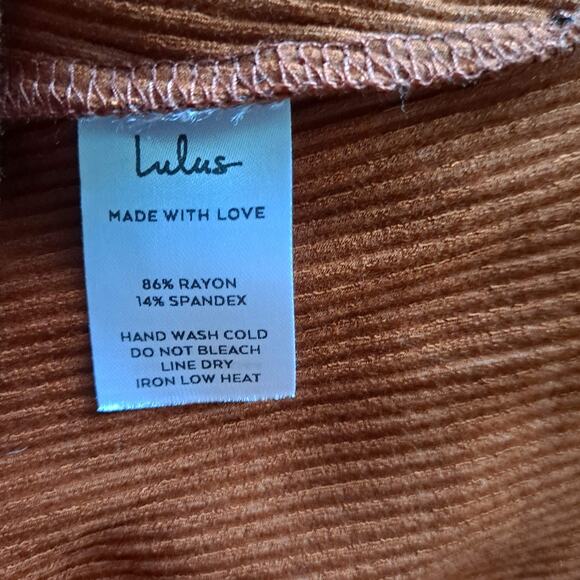 Lulus
MADE WITH LOVE
86% RAYON
14% SPANDEX
HAND WASH COLD
DO NOT BLEACH
LINE DRY
IRON LOW HEAT